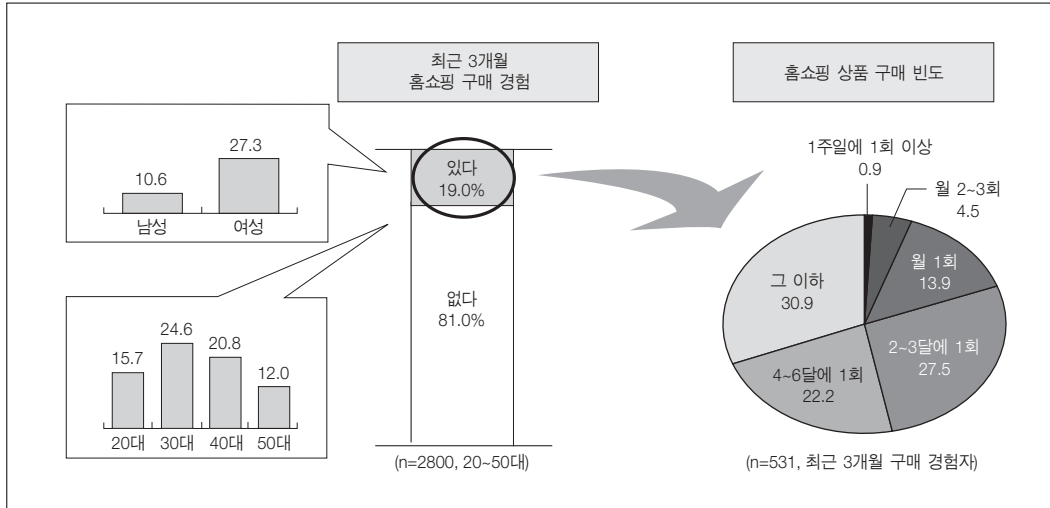 최근 3개월
홈쇼핑 구매 경험
홈쇼핑 상품 구매 빈도
10.6
27.3
남성
여성
15.7
24.6
20.8
12.0
20대
30대
40대
50대
있다
19.0%
없다
81.0%
(n=2800, 20~50대)
1주일에 1회 이상
0.9
월 2~3회
4.5
월 1회
13.9
2~3달에 1회
27.5
4~6달에 1회
22.2
그 이하
30.9
(n=531, 최근 3개월 구매 경험자)